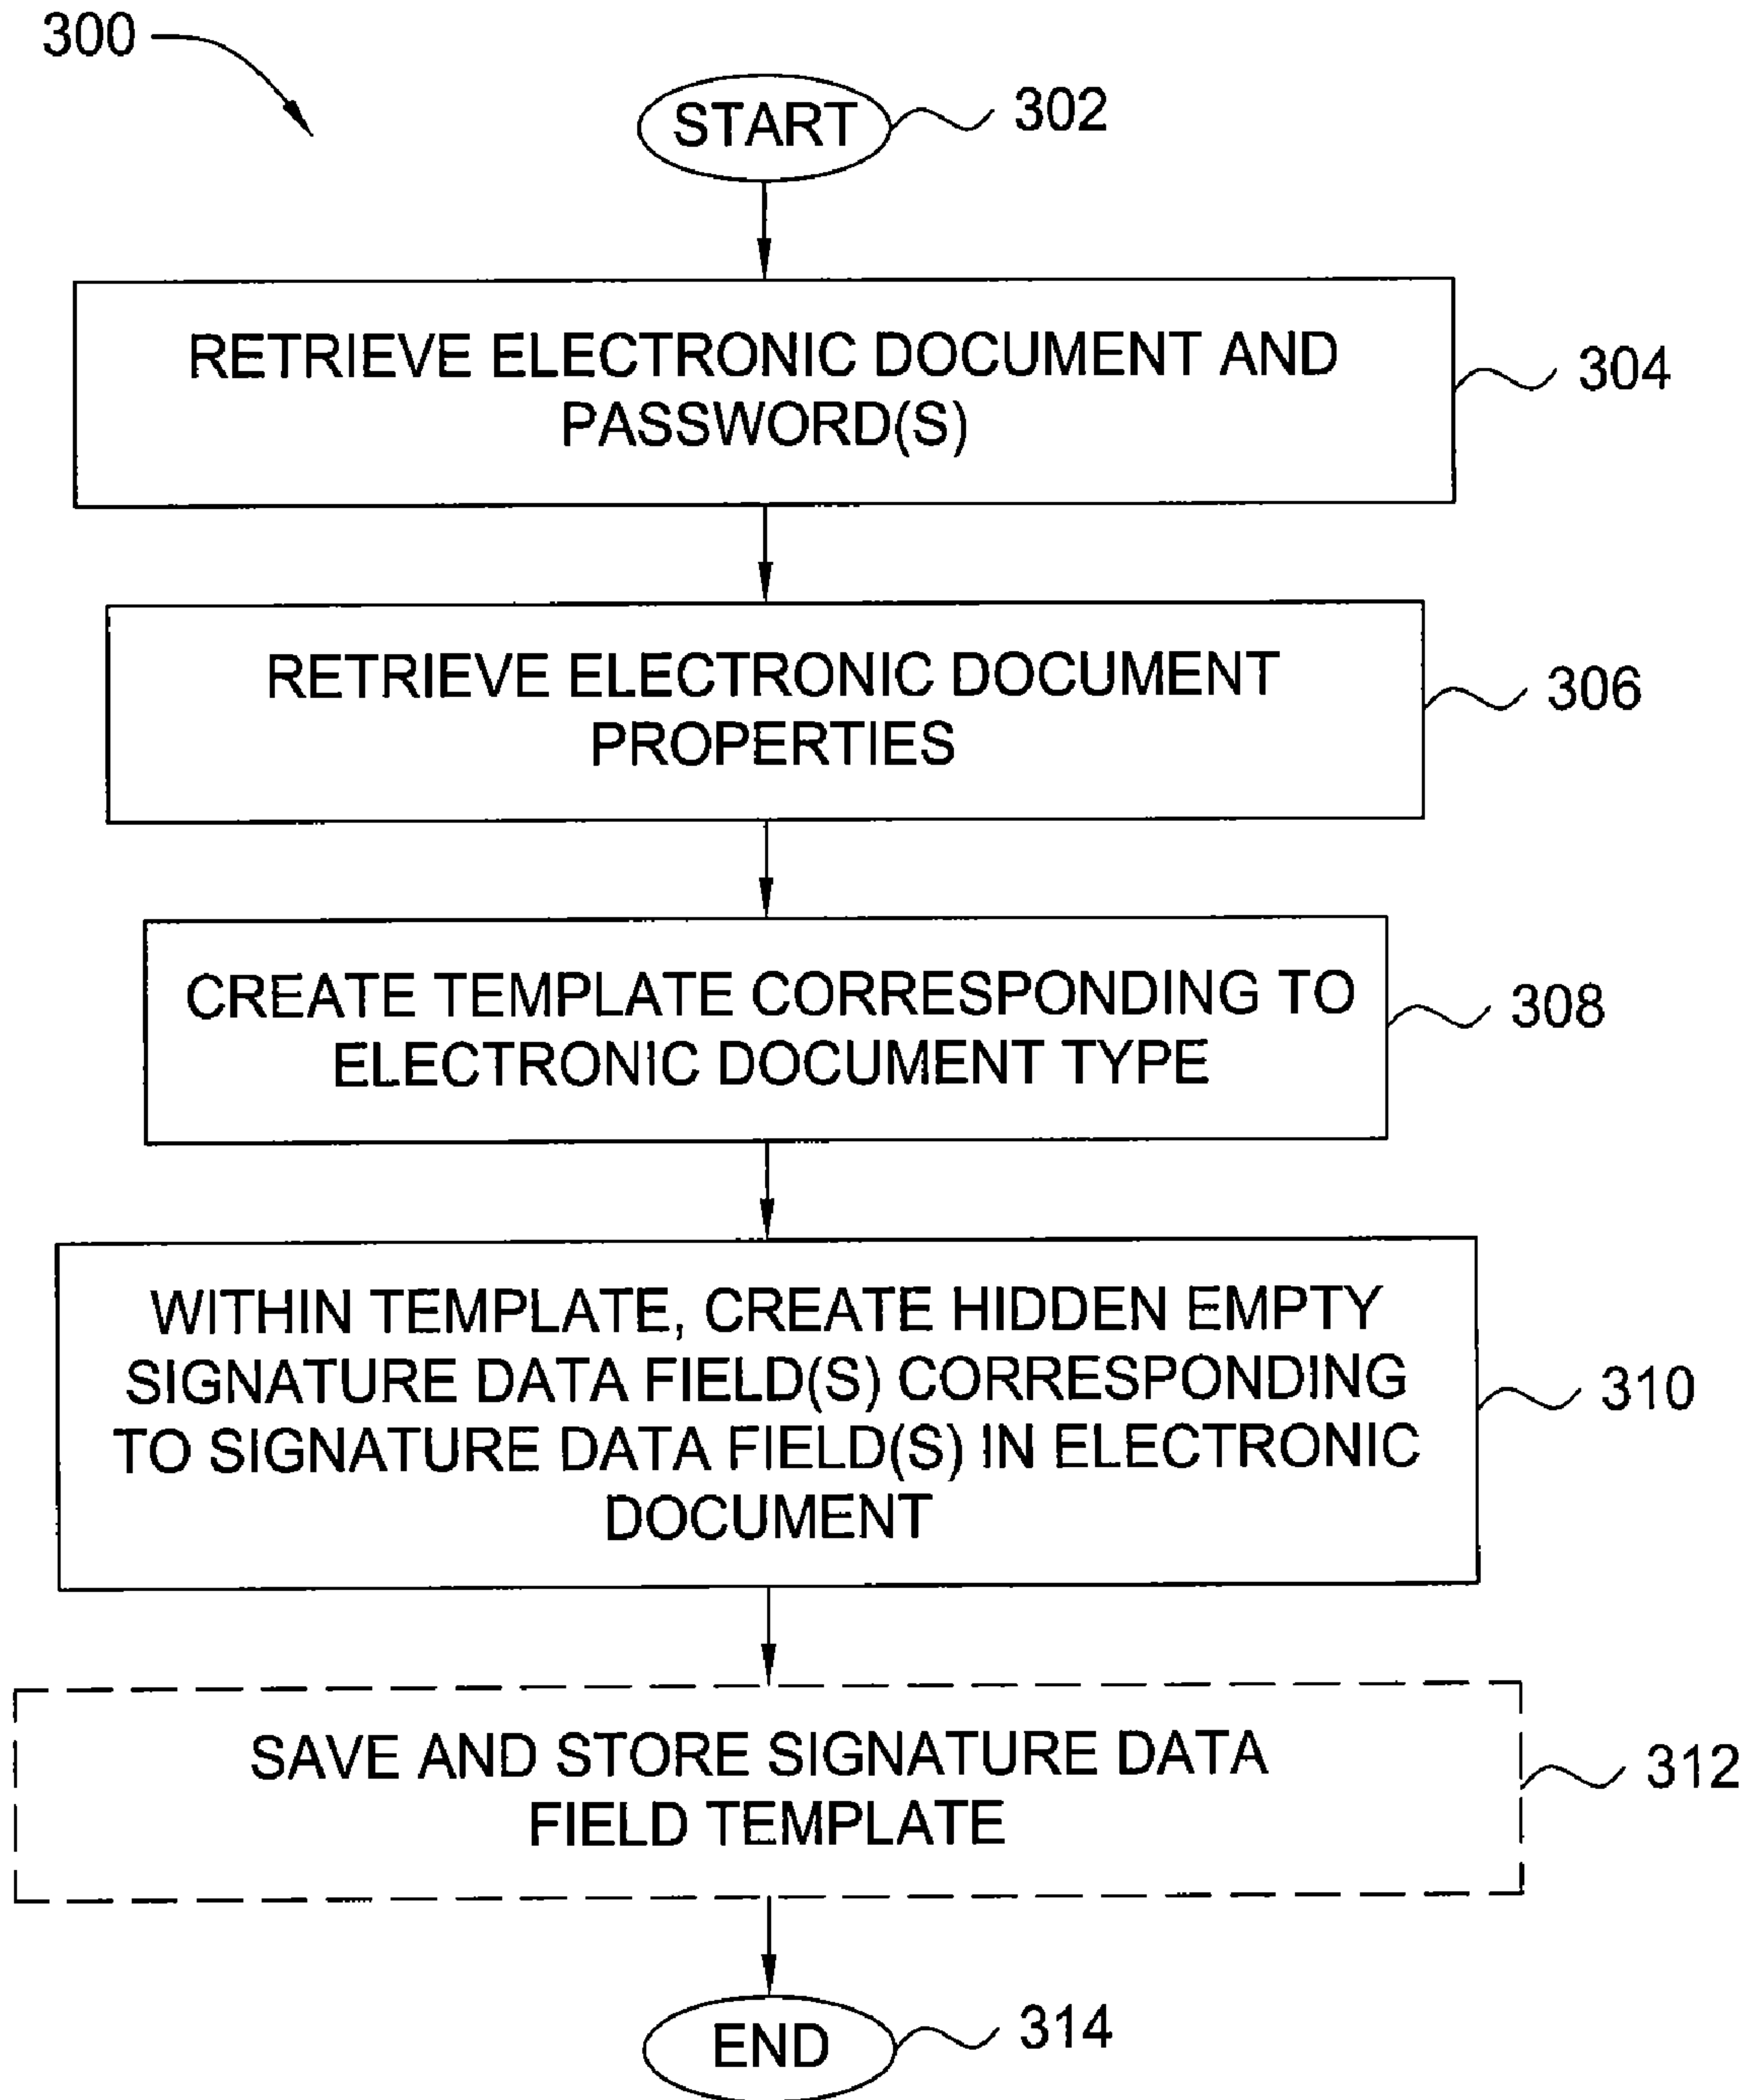 300
START
302
RETRIEVE ELECTRONIC DOCUMENT AND
PASSWORD(S)
304
RETRIEVE ELECTRONIC DOCUMENT
PROPERTIES
306
CREATE TEMPLATE CORRESPONDING TO
ELECTRONIC DOCUMENT TYPE
308
WITHIN TEMPLATE, CREATE HIDDEN EMPTY
SIGNATURE DATA FIELD(S) CORRESPONDING
TO SIGNATURE DATA FIELD(S) IN ELECTRONIC
DOCUMENT
310
SAVE AND STORE SIGNATURE DATA
FIELD TEMPLATE
312
END
314